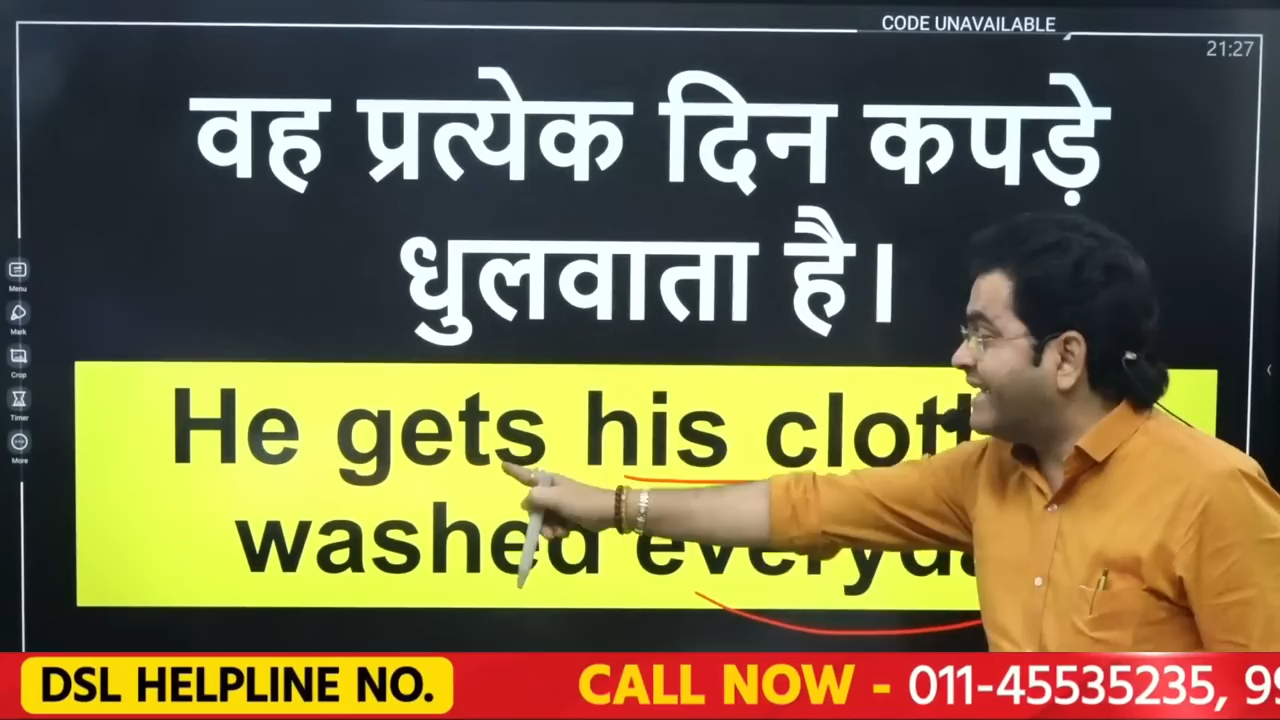 CODE UNAVAILABLE
21:27
वह प्रत्येक दिन कपड़े
धुलवाता है।
Menu
Mark
Crop
Timer
More
He gets his
washed
DSL HELPLINE NO. CALL NOW - 011-45535235,